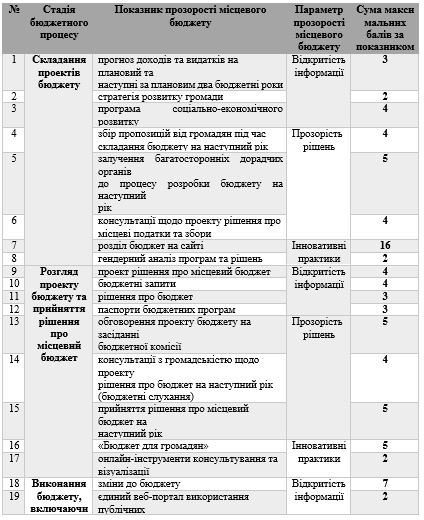 № Стадія бюджетного процесу Показник прозорості місцевого бюджету Параметр прозорості місцевого бюджету Сума макси мальних балів за показником
1 Складання проектів бюджету прогноз доходів та видатків на плановий та наступні за плановим два бюджетні роки Відкритість інформації 3
2 стратегія розвитку громади 2
3 програма соціально-економічного розвитку 4
4 збір пропозицій від громадян під час складання бюджету на наступний рік Прозорість рішень 4
5 залучення багатосторонніх дорадчих органів до процесу розробки бюджету на наступний рік 5
6 консультації щодо проекту рішення про місцеві податки та збори 4
7 розділ бюджет на сайті Інноваційні практики 16
8 гендерний аналіз програм та рішень 2
9 Розгляд проекту бюджету та прийняття рішення про місцевий бюджет проект рішення про місцевий бюджет Відкритість інформації 4
10 бюджетні запити 4
11 рішення про бюджет 3
12 паспорти бюджетних програм 3
13 обговорення проекту бюджету на засіданні бюджетної комісії Прозорість рішень 5
14 консультації з громадськістю щодо проекту рішення про бюджет на наступний рік (бюджетні слухання) 4
15 прийняття рішення про місцевий бюджет на наступний рік 5
16 «Бюджет для громадян» Інноваційні практики 5
17 онлайн-інструменти консультування та візуалізації 2
18 Виконання бюджету, включаючи зміни до бюджету Відкритість інформації 7
19 єдиний веб-портал використання публічних 2